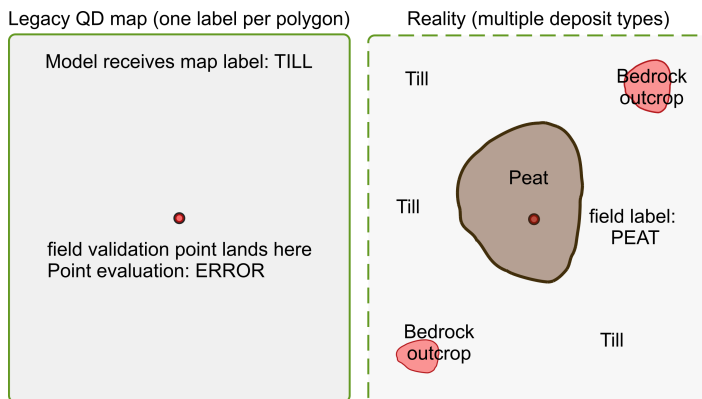 Legacy QD map (one label per polygon)
Model receives map label: TILL
field validation point lands here
Point evaluation: ERROR
Reality (multiple deposit types)
Till
Bedrock
outcrop
Peat
Till
field label:
PEAT
Bedrock
outcrop
Till